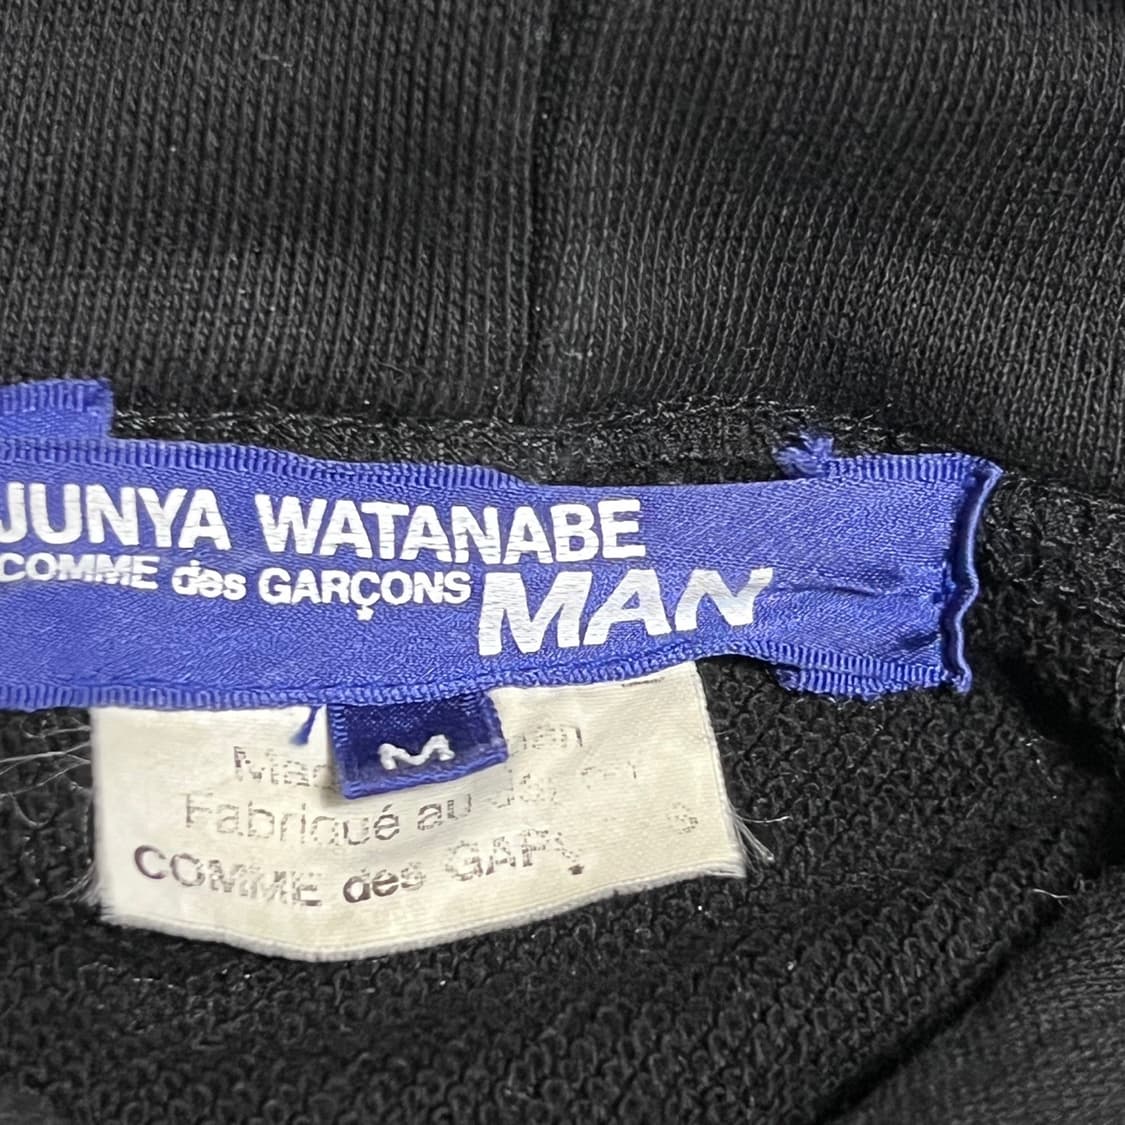 JUNYA WATANABE
COMME des GARÇONS MAN
M
Fabriqué au
COMME des